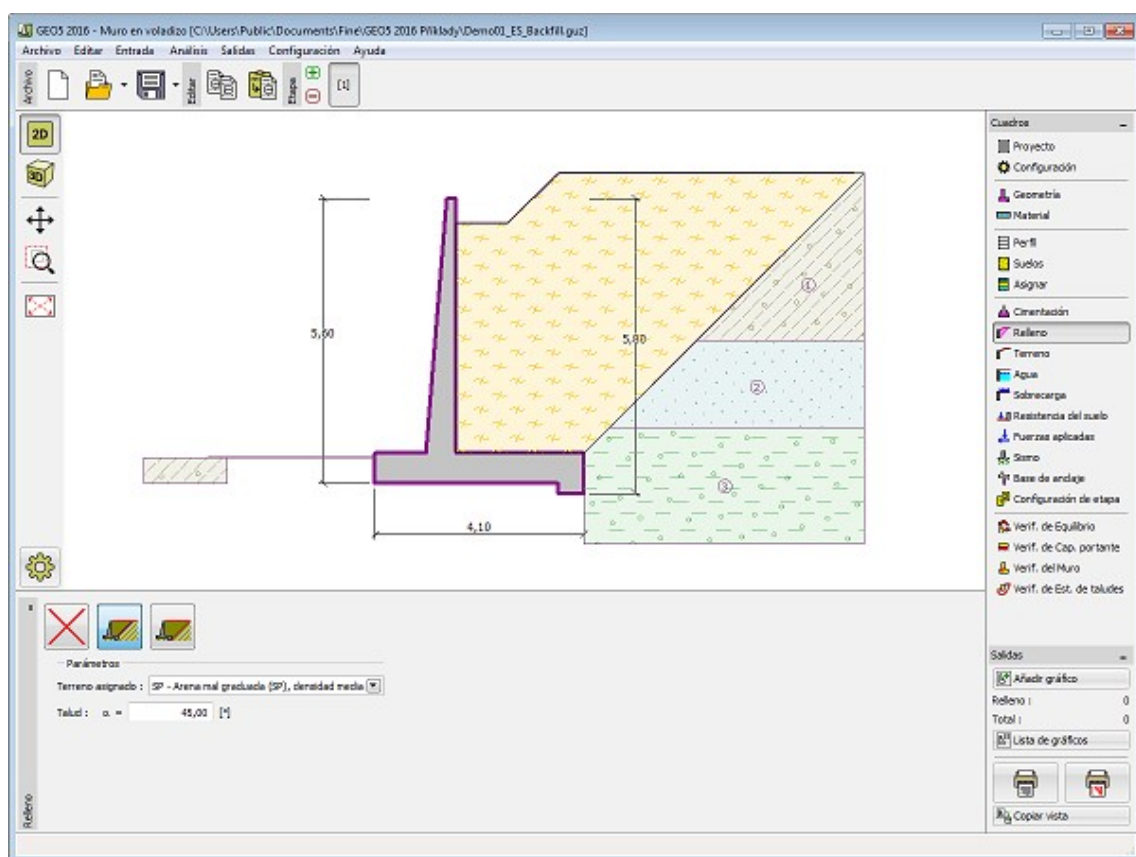 GEO5 2016 - Muro en voladizo [C:\Users\Public\Documents\Fine\GEO5 2016 Příklady\Demo01_ES_Backfill.guz]
Archivo Editar Entrada Análisis Salidas Configuración Ayuda
Archivo
Editar
Etapa
[1]
2D
3D
5,60
5,80
4,10
1
2
3
Cuadros
Proyecto
Configuración
Geometría
Material
Perfil
Suelos
Asignar
Cimentación
Relleno
Terreno
Agua
Sobrecarga
Resistencia del suelo
Fuerzas aplicadas
Sismo
Base de anclaje
Configuración de etapa
Verif. de Equilibrio
Verif. de Cap. portante
Verif. del Muro
Verif. de Est. de taludes
Parámetros
Terreno asignado : SP - Arena mal graduada (SP), densidad media
Talud : α = 45,00 [°]
Relleno
Salidas
Añadir gráfico
Relleno : 0
Total : 0
Lista de gráficos
Copiar vista